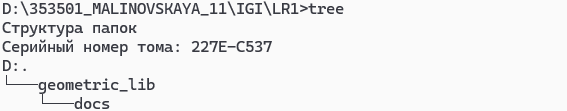 D:\353501_MALINOVSKAYA_11\IGI\LR1>tree
Структура папок
Серийный номер тома: 227E-C537
D:.
└───geometric_lib
    └───docs